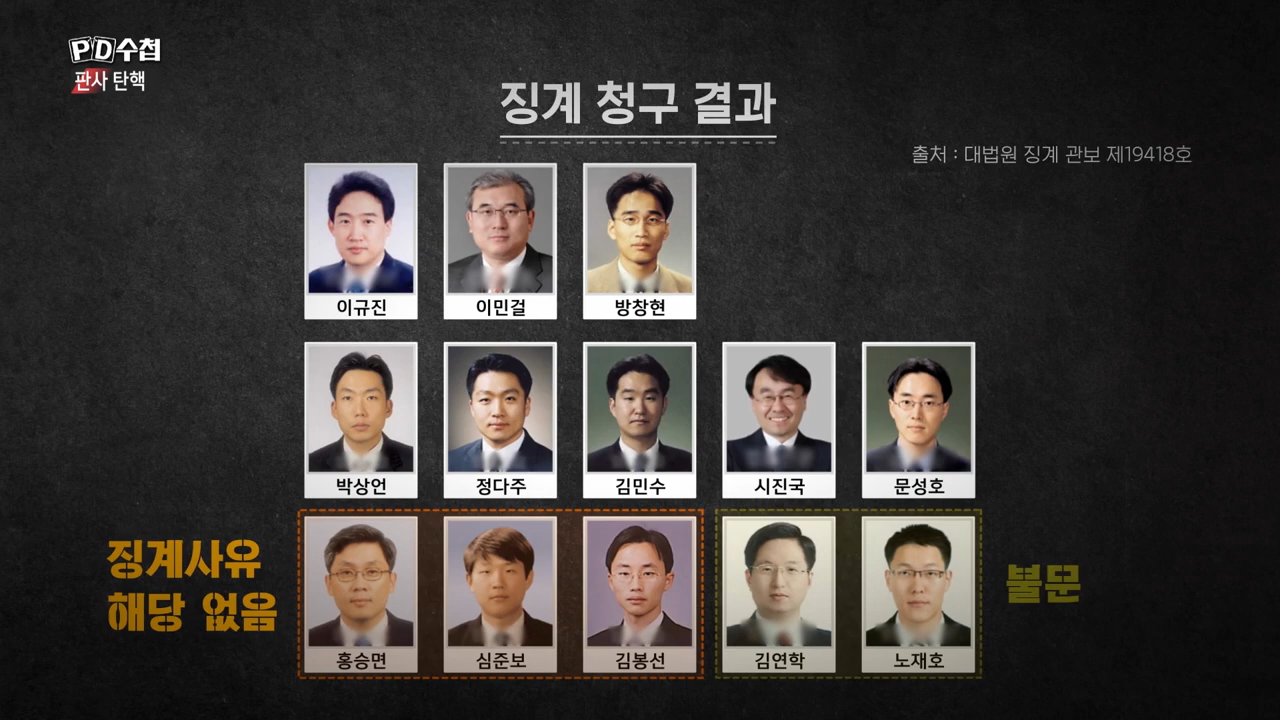 PD수첩
판사 탄핵
징계 청구 결과
출처 : 대법원 징계 관보 제19418호
이규진
이민걸
방창현
박상언
정다주
김민수
시진국
문성호
징계사유
해당 없음
홍승면
심준보
김봉선
김연학
노재호
불문